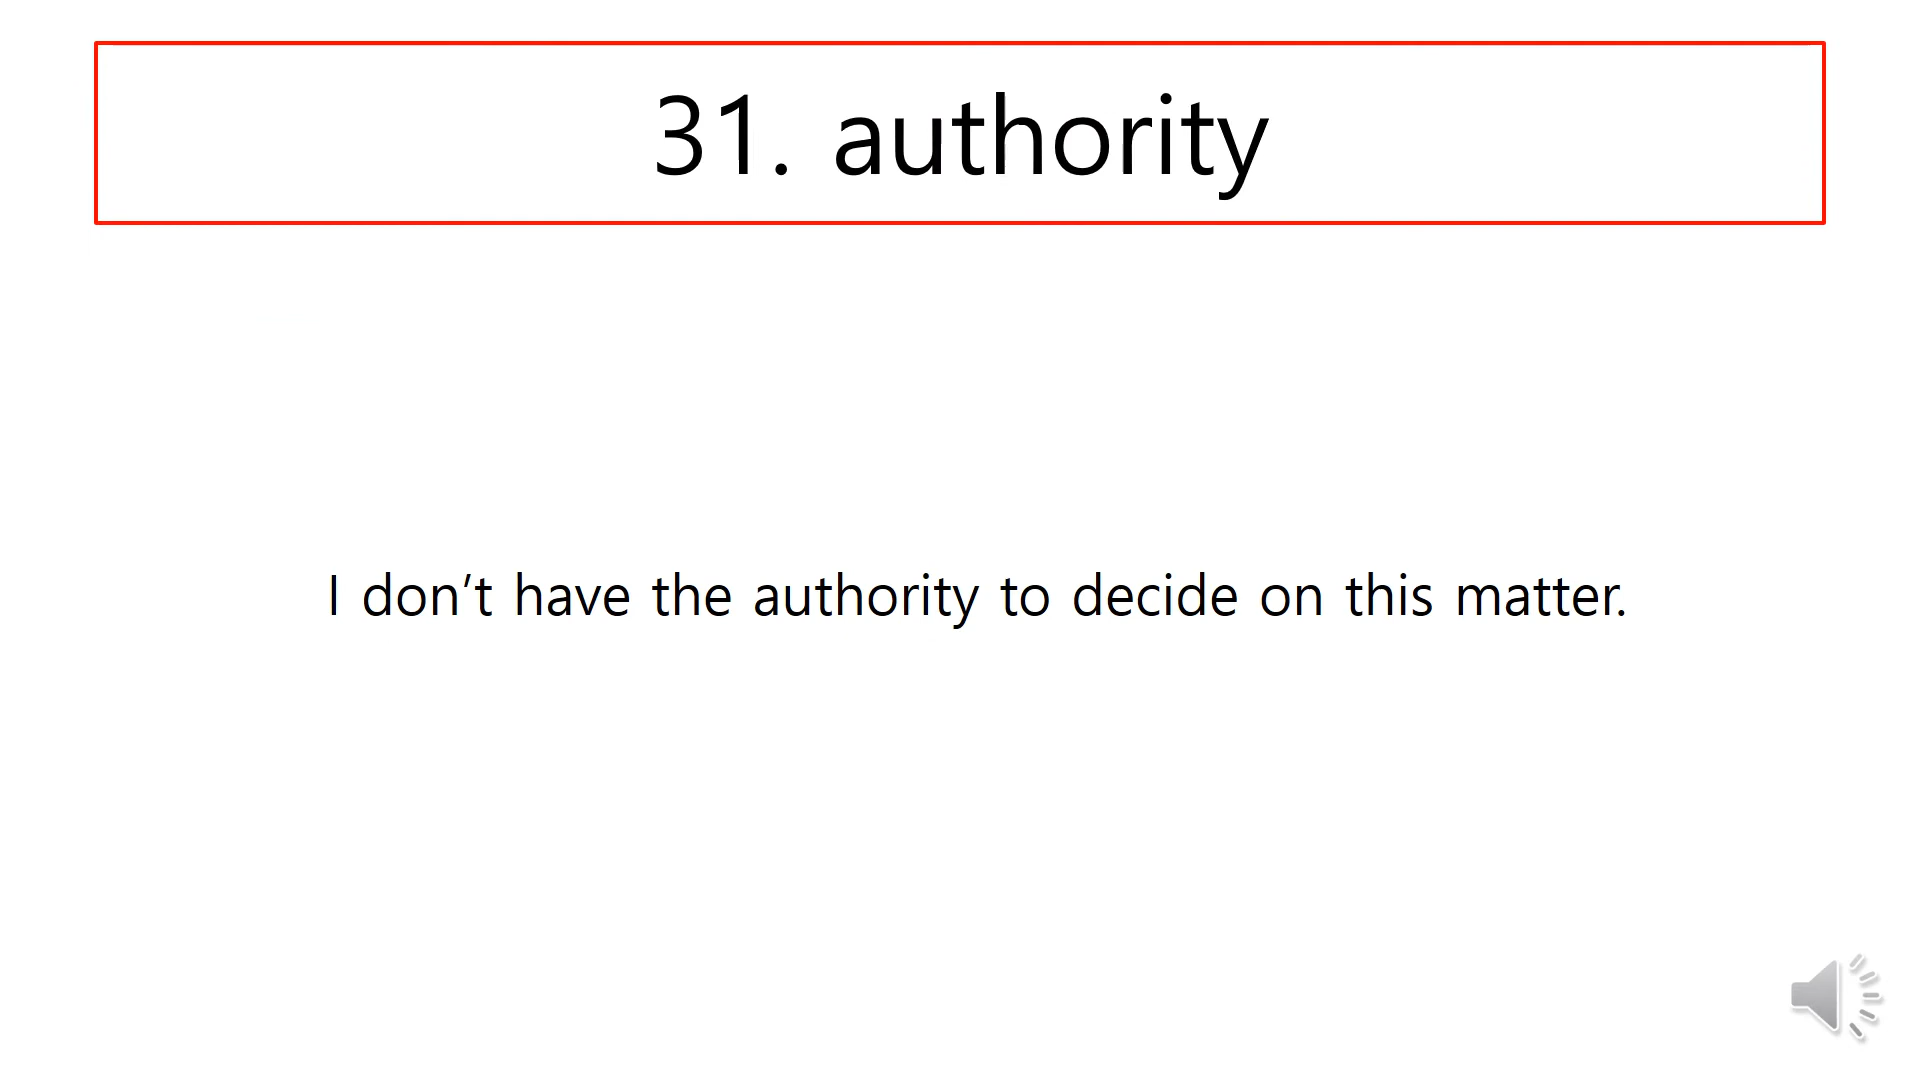 31. authority
I don’t have the authority to decide on this matter.